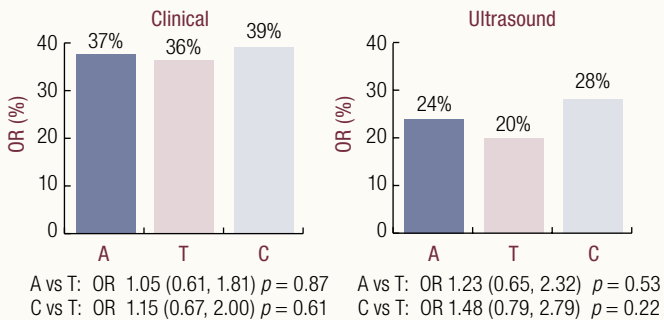 Clinical
OR (%)
40
30
20
10
0
37%
36%
39%
A
T
C
A vs T: OR 1.05 (0.61, 1.81) p = 0.87
C vs T: OR 1.15 (0.67, 2.00) p = 0.61
Ultrasound
OR (%)
40
30
20
10
0
24%
20%
28%
A
T
C
A vs T: OR 1.23 (0.65, 2.32) p = 0.53
C vs T: OR 1.48 (0.79, 2.79) p = 0.22